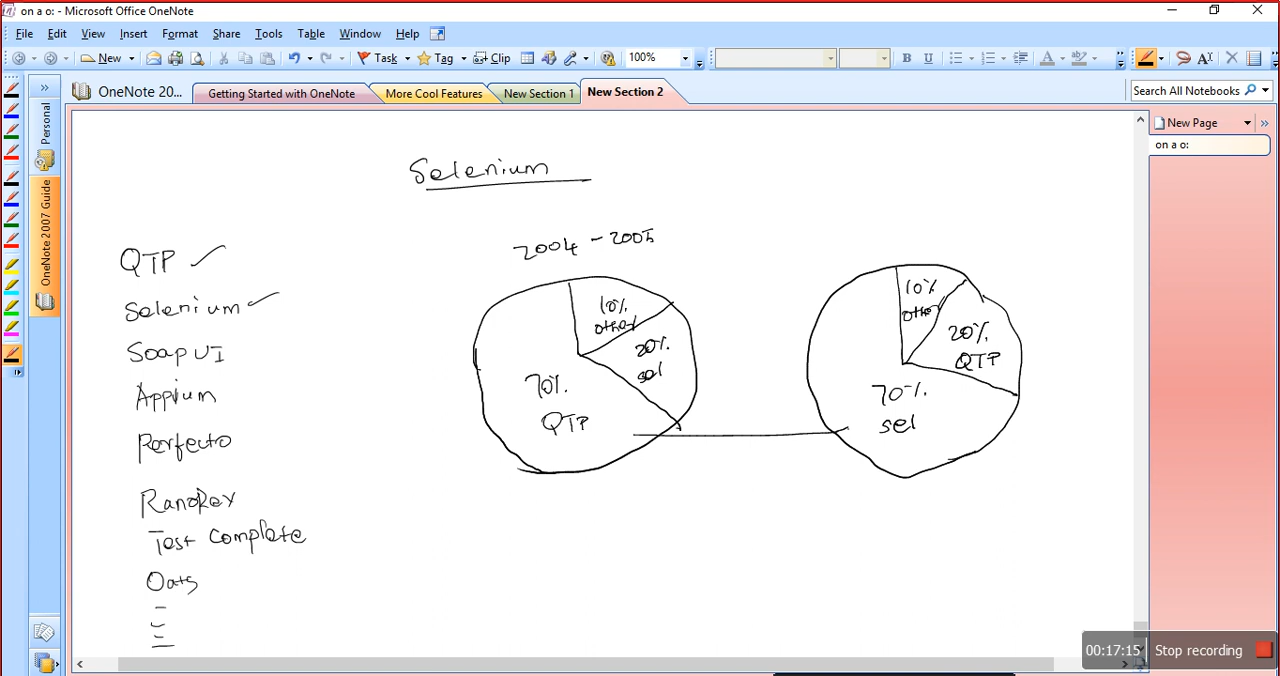 on a o: - Microsoft Office OneNote
File Edit View Insert Format Share Tools Table Window Help
New Task Tag Clip 100% B I U
OneNote 20... Getting Started with OneNote More Cool Features New Section 1 New Section 2 Search All Notebooks
Personal
OneNote 2007 Guide
New Page
on a o:
Selenium
2004 - 2005
QTP
Selenium
Soap UI
Appium
Perfecto
RanoRex
Test Complete
Oats
10%
other
20%
sel
70%
QTP
10%
other
20%
QTP
70%
sel
00:17:15 Stop recording